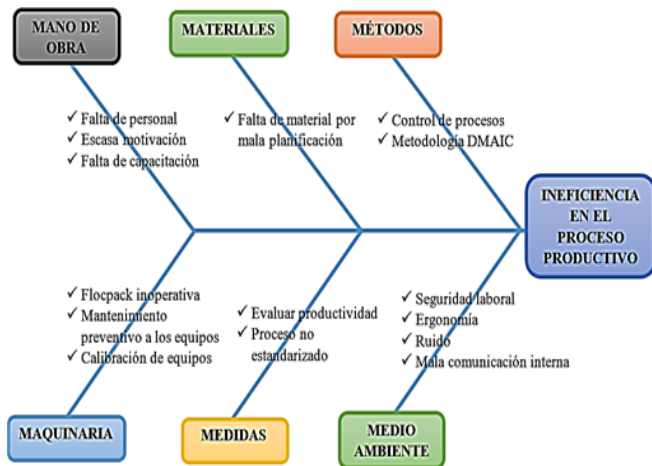 MANO DE
OBRA
MATERIALES
MÉTODOS
✓ Falta de personal
✓ Escasa motivación
✓ Falta de capacitación
✓ Falta de material por
mala planificación
✓ Control de procesos
✓ Metodología DMAIC
INEFICIENCIA
EN EL
PROCESO
PRODUCTIVO
✓ Flocpack inoperativa
✓ Mantenimiento
preventivo a los equipos
✓ Calibración de equipos
✓ Evaluar productividad
✓ Proceso no
estandarizado
✓ Seguridad laboral
✓ Ergonomía
✓ Ruido
✓ Mala comunicación interna
MAQUINARIA
MEDIDAS
MEDIO
AMBIENTE